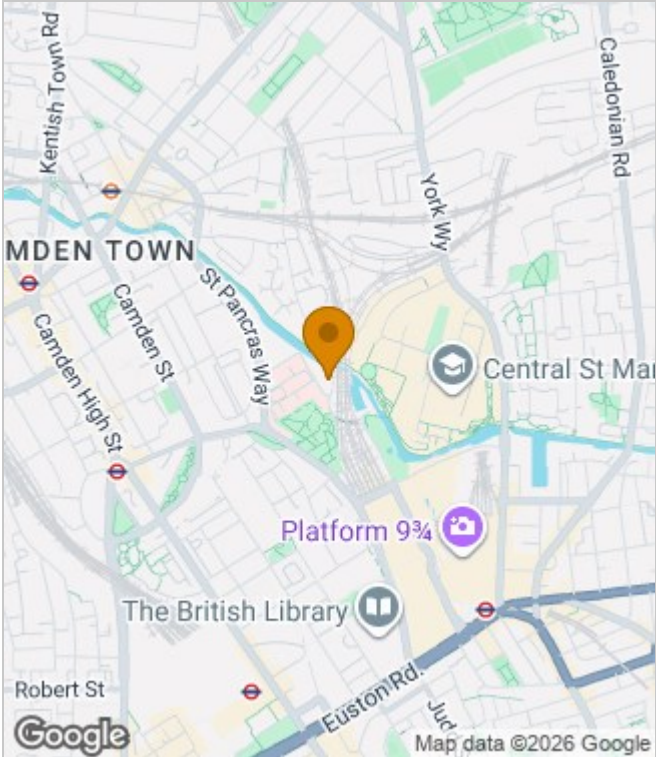 Kentish Town Rd
Caledonian Rd
York Wy
MDEN TOWN
St Pancras Way
Camden St
Camden High St
Central St Mar
Platform 9¾
The British Library
Robert St
Euston Rd.
Jud
Google
Map data ©2026 Google